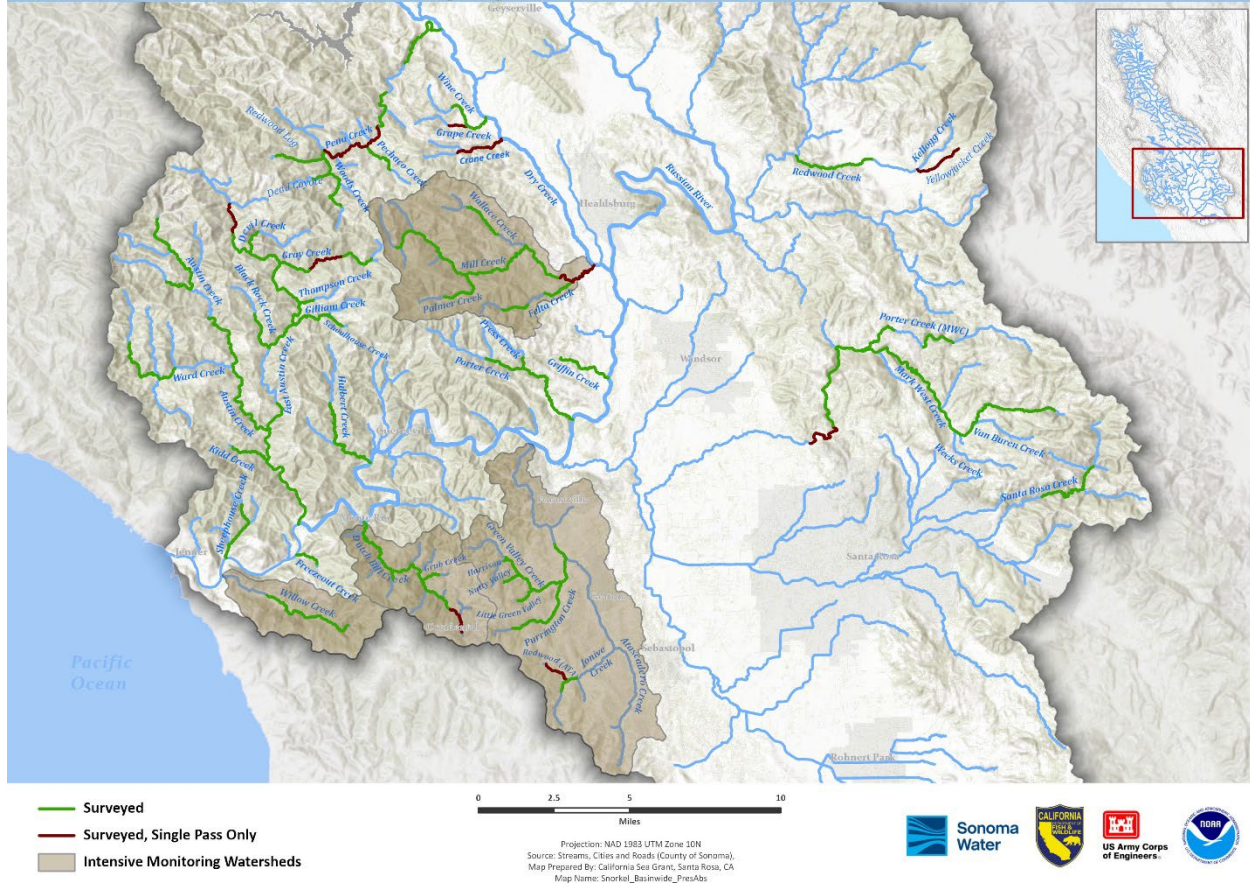 Geyserville
Wine Creek
Redwood Log
Pena Creek
Grape Creek
Crane Creek
Pechaco Creek
Woods Creek
Dead Coyote
Dry Creek
Kellogg Creek
Redwood Creek
Yellowjacket Creek
Russian River
Healdsburg
Wallace Creek
Devil Creek
Gray Creek
Mill Creek
Austin Creek
Black Rock Creek
Thompson Creek
Gilliam Creek
Palmer Creek
Felta Creek
Schoolhouse Creek
Press Creek
Porter Creek (MWC)
Porter Creek
Griffin Creek
Windsor
Ward Creek
East Austin Creek
Hulbert Creek
Mark West Creek
Austin Creek
Van Buren Creek
Weeks Creek
Kidd Creek
Santa Rosa Creek
Sheephouse Creek
Forestville
Jenner
Dutch Bill Creek
Grub Creek
Harrison
Green Valley Creek
Nutty Valley
Santa Rosa
Freezeout Creek
Willow Creek
Little Green Valley
Purrington Creek
Redwood (AT)
Jonive
Creek
Atascadero Creek
Sebastopol
Pacific
Ocean
Rohnert Park
Surveyed
Surveyed, Single Pass Only
Intensive Monitoring Watersheds
0 2.5 5 10
Miles
Projection: NAD 1983 UTM Zone 10N
Source: Streams, Cities and Roads (County of Sonoma),
Map Prepared By: California Sea Grant, Santa Rosa, CA
Map Name: Snorkel_Basinwide_PresAbs
Sonoma
Water
CALIFORNIA
FISH &
WILDLIFE
US Army Corps
of Engineers®
NOAA